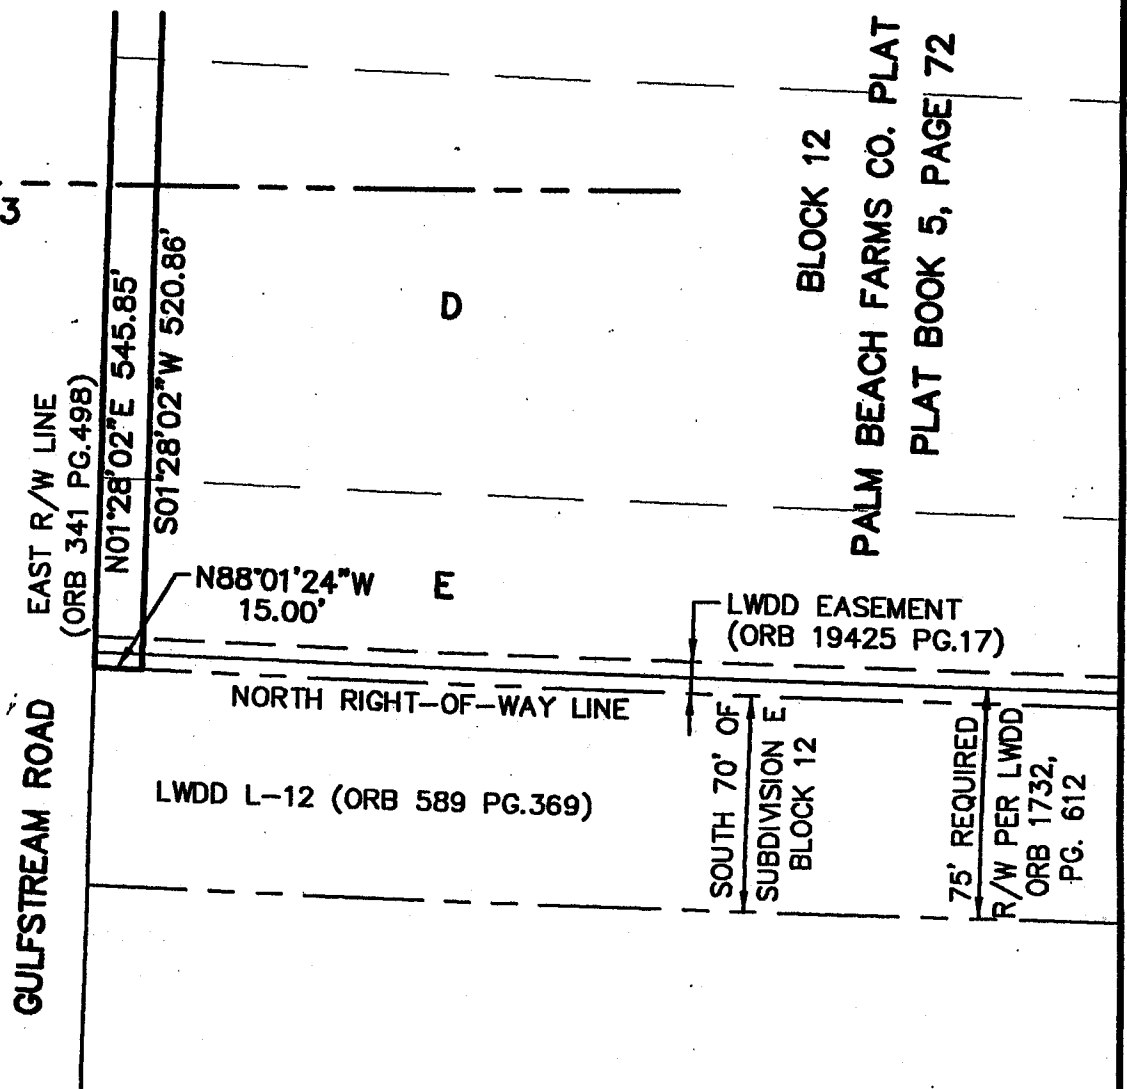 BLOCK 12
PALM BEACH FARMS CO. PLAT
PLAT BOOK 5, PAGE 72
3
D
EAST R/W LINE
(ORB 341 PG.498)
N01°28'02"E 545.85'
S01°28'02"W 520.86'
N88°01'24"W
15.00'
E
LWDD EASEMENT
(ORB 19425 PG.17)
NORTH RIGHT-OF-WAY LINE
GULFSTREAM ROAD
LWDD L-12 (ORB 589 PG.369)
SOUTH 70' OF
SUBDIVISION E
BLOCK 12
75' REQUIRED
R/W PER LWDD
ORB 1732,
PG. 612